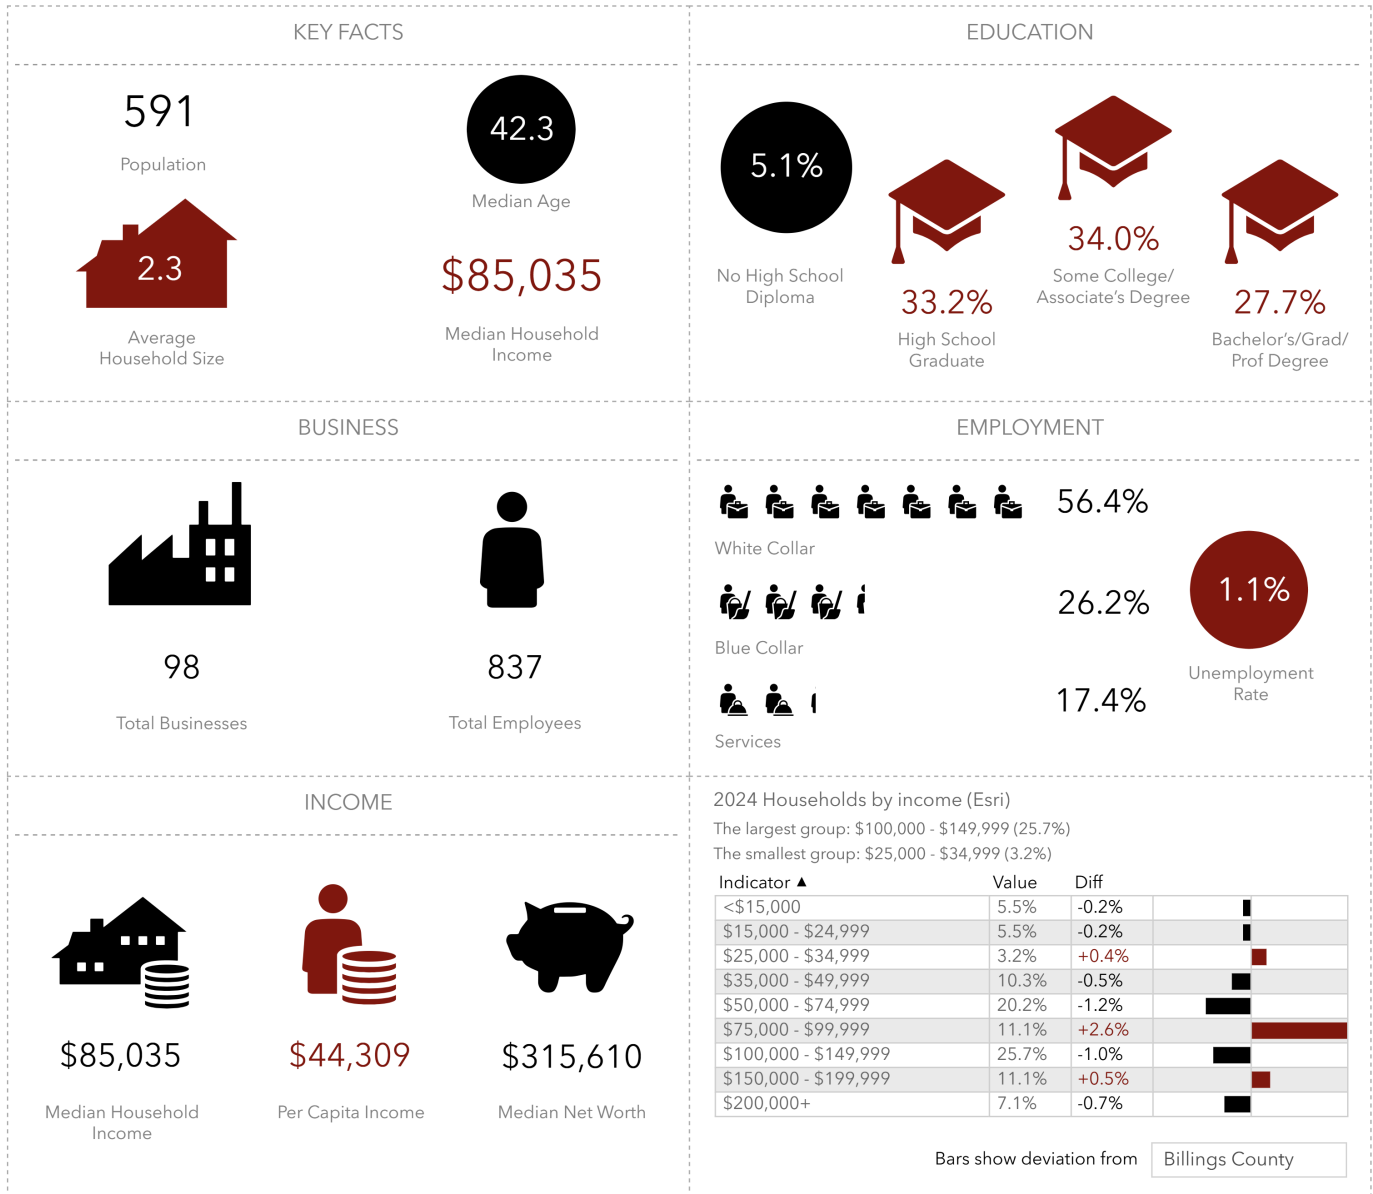 KEY FACTS
591
Population
42.3
Median Age
2.3
Average
Household Size
$85,035
Median Household
Income
EDUCATION
5.1%
No High School
Diploma
33.2%
High School
Graduate
34.0%
Some College/
Associate's Degree
27.7%
Bachelor's/Grad/
Prof Degree
BUSINESS
98
Total Businesses
837
Total Employees
EMPLOYMENT
56.4%
White Collar
26.2%
Blue Collar
17.4%
Services
1.1%
Unemployment
Rate
INCOME
$85,035
Median Household
Income
$44,309
Per Capita Income
$315,610
Median Net Worth
2024 Households by income (Esri)
The largest group: $100,000 - $149,999 (25.7%)
The smallest group: $25,000 - $34,999 (3.2%)
Indicator ▲ Value Diff
<$15,000 5.5% -0.2%
$15,000 - $24,999 5.5% -0.2%
$25,000 - $34,999 3.2% +0.4%
$35,000 - $49,999 10.3% -0.5%
$50,000 - $74,999 20.2% -1.2%
$75,000 - $99,999 11.1% +2.6%
$100,000 - $149,999 25.7% -1.0%
$150,000 - $199,999 11.1% +0.5%
$200,000+ 7.1% -0.7%
Bars show deviation from Billings County